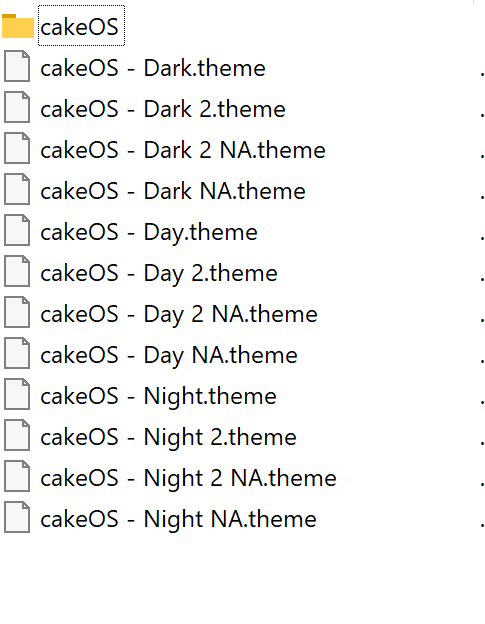 cakeOS
cakeOS - Dark.theme .
cakeOS - Dark 2.theme .
cakeOS - Dark 2 NA.theme .
cakeOS - Dark NA.theme .
cakeOS - Day.theme .
cakeOS - Day 2.theme .
cakeOS - Day 2 NA.theme .
cakeOS - Day NA.theme .
cakeOS - Night.theme .
cakeOS - Night 2.theme .
cakeOS - Night 2 NA.theme .
cakeOS - Night NA.theme .